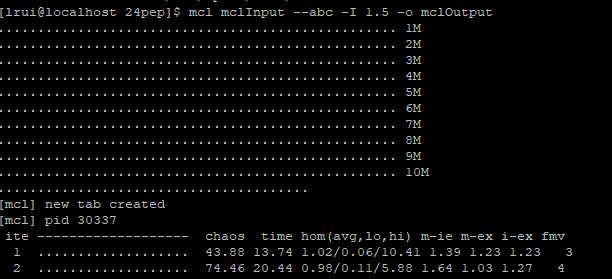 [lrui@localhost 24pep]$ mcl mclInput --abc -I 1.5 -o mclOutput
.................................................. 1M
.................................................. 2M
.................................................. 3M
.................................................. 4M
.................................................. 5M
.................................................. 6M
.................................................. 7M
.................................................. 8M
.................................................. 9M
.................................................. 10M
.......................................
[mcl] new tab created
[mcl] pid 30337
ite ------------------- chaos time hom(avg,lo,hi) m-ie m-ex i-ex fmv
1 ................... 43.88 13.74 1.02/0.06/10.41 1.39 1.23 1.23 3
2 ................... 74.46 20.44 0.98/0.11/5.88 1.64 1.03 1.27 4